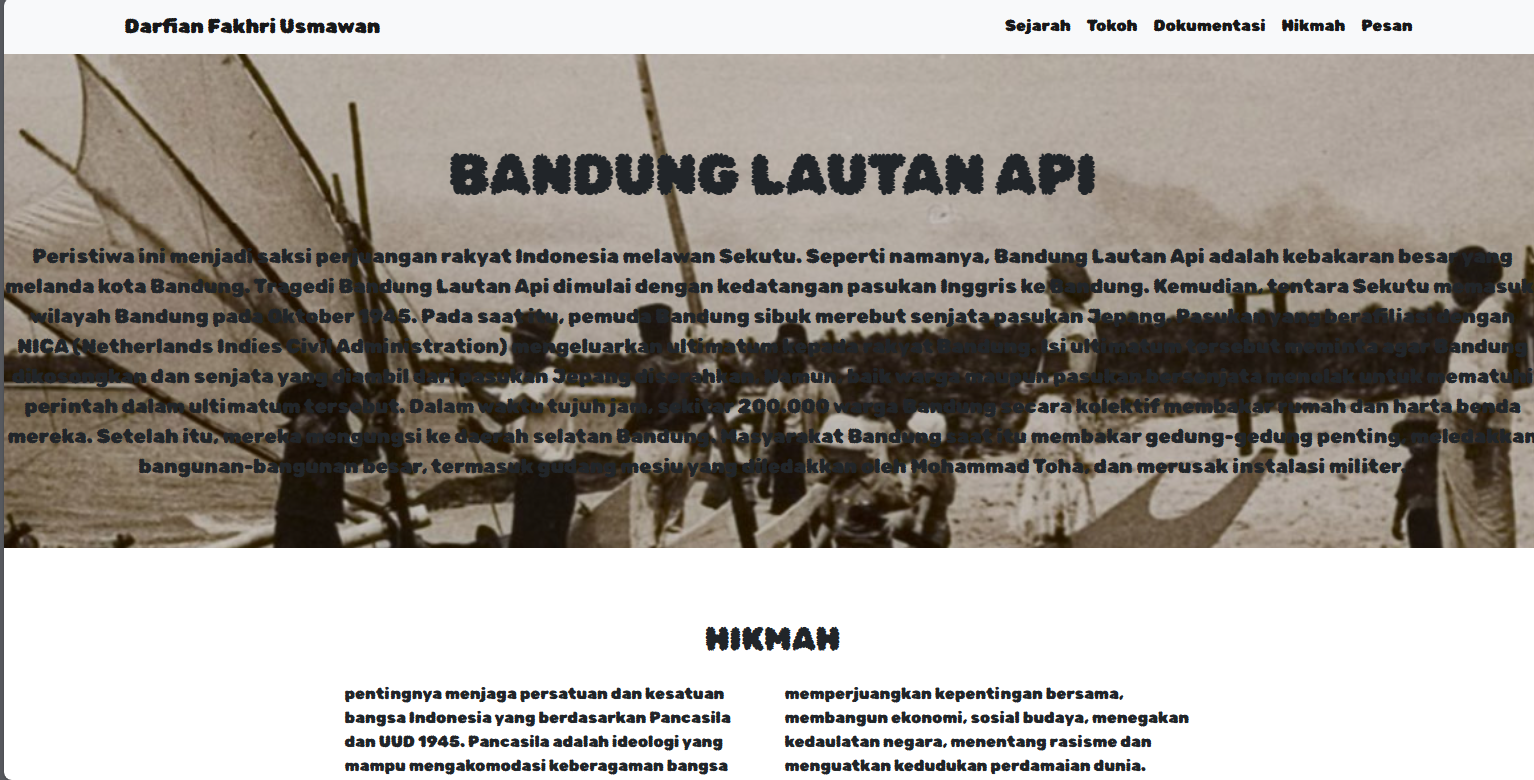 Darfian Fakhri Usmawan
Sejarah Tokoh Dokumentasi Hikmah Pesan
BANDUNG LAUTAN API
Peristiwa ini menjadi saksi perjuangan rakyat Indonesia melawan Sekutu. Seperti namanya, Bandung Lautan Api adalah kebakaran besar yang
melanda kota Bandung. Tragedi Bandung Lautan Api dimulai dengan kedatangan pasukan Inggris ke Bandung. Kemudian, tentara Sekutu memasuk
wilayah Bandung pada Oktober 1945. Pada saat itu, pemuda Bandung sibuk merebut senjata pasukan Jepang. Pasukan yang berafiliasi dengan
NICA (Netherlands Indies Civil Administration) mengeluarkan ultimatum kepada rakyat Bandung. Isi ultimatum tersebut meminta agar Bandung
dikosongkan dan senjata yang diambil dari pasukan Jepang diserahkan. Namun, baik warga maupun pasukan bersenjata menolak untuk mematuhi
perintah dalam ultimatum tersebut. Dalam waktu tujuh jam, sekitar 200.000 warga Bandung secara kolektif membakar rumah dan harta benda
mereka. Setelah itu, mereka mengungsi ke daerah selatan Bandung. Masyarakat Bandung saat itu membakar gedung-gedung penting, meledakkan
bangunan-bangunan besar, termasuk gudang mesiu yang diledakkan oleh Mohammad Toha, dan merusak instalasi militer.
HIKMAH
pentingnya menjaga persatuan dan kesatuan
bangsa Indonesia yang berdasarkan Pancasila
dan UUD 1945. Pancasila adalah ideologi yang
mampu mengakomodasi keberagaman bangsa
memperjuangkan kepentingan bersama,
membangun ekonomi, sosial budaya, menegakan
kedaulatan negara, menentang rasisme dan
menguatkan kedudukan perdamaian dunia.